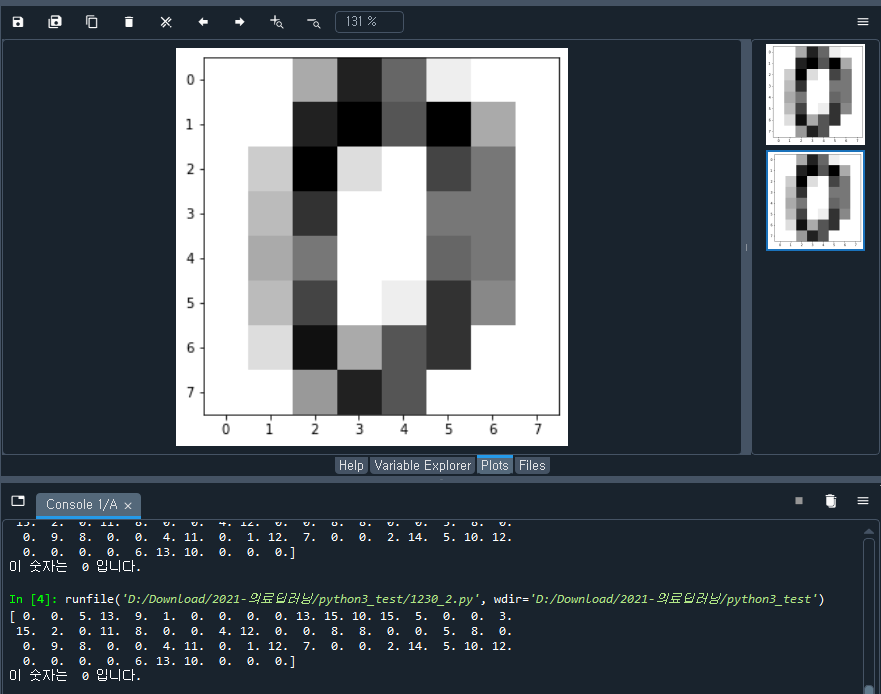 131 %
0
1
2
3
4
5
6
7
0 1 2 3 4 5 6 7
Help Variable Explorer Plots Files
Console 1/A ×
15. 2. 0. 11. 8. 0. 0. 4. 12. 0. 0. 8. 8. 0. 0. 5. 8. 0.
0. 9. 8. 0. 0. 4. 11. 0. 1. 12. 7. 0. 0. 2. 14. 5. 10. 12.
0. 0. 0. 0. 6. 13. 10. 0. 0. 0.]
이 숫자는 0 입니다.
In [4]: runfile('D:/Download/2021-의료딥러닝/python3_test/1230_2.py', wdir='D:/Download/2021-의료딥러닝/python3_test')
[ 0. 0. 5. 13. 9. 1. 0. 0. 0. 0. 13. 15. 10. 15. 5. 0. 0. 3.
15. 2. 0. 11. 8. 0. 0. 4. 12. 0. 0. 8. 8. 0. 0. 5. 8. 0.
0. 9. 8. 0. 0. 4. 11. 0. 1. 12. 7. 0. 0. 2. 14. 5. 10. 12.
0. 0. 0. 0. 6. 13. 10. 0. 0. 0.]
이 숫자는 0 입니다.